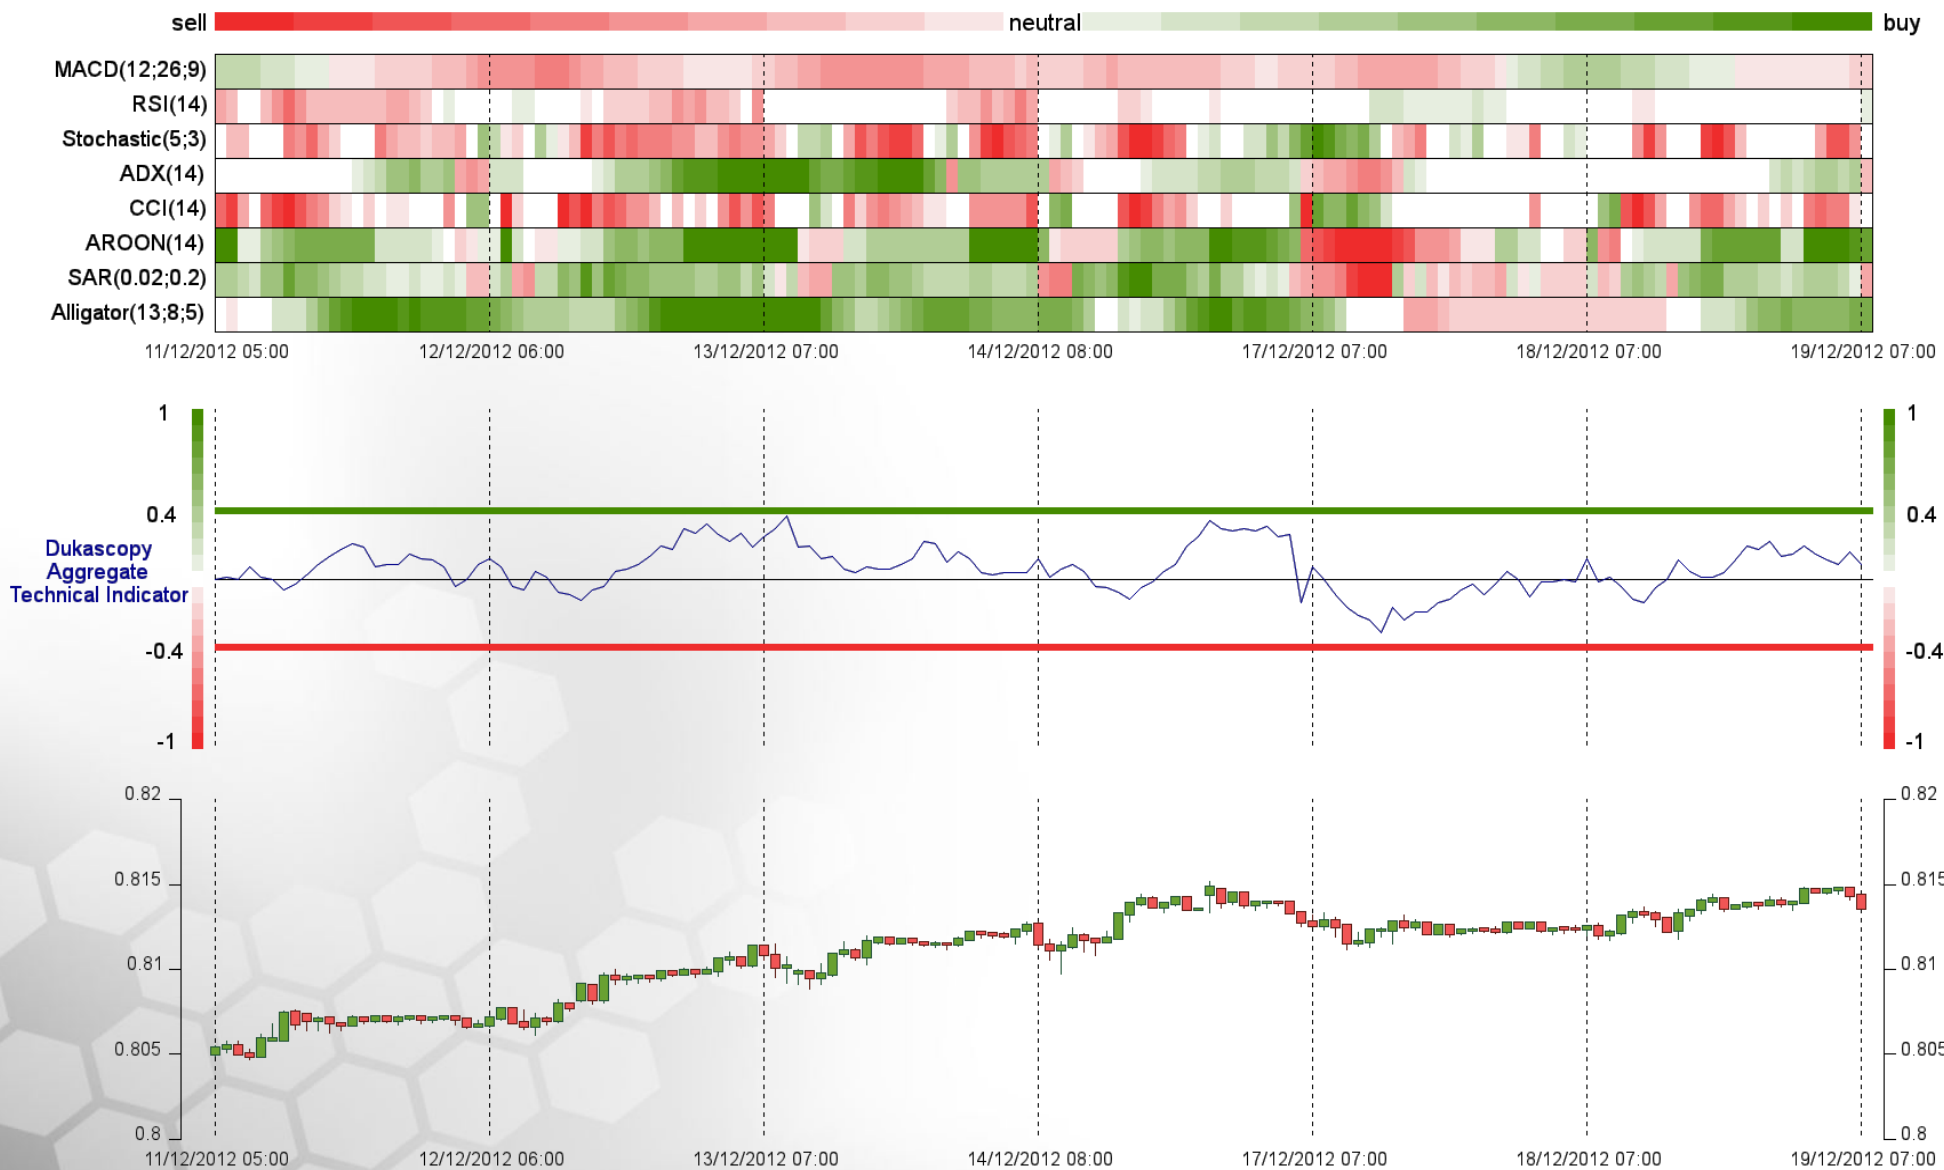 sell neutral buy
MACD(12;26;9)
RSI(14)
Stochastic(5;3)
ADX(14)
CCI(14)
AROON(14)
SAR(0.02;0.2)
Alligator(13;8;5)
11/12/2012 05:00 12/12/2012 06:00 13/12/2012 07:00 14/12/2012 08:00 17/12/2012 07:00 18/12/2012 07:00 19/12/2012 07:00
1 1
0.4 0.4
Dukascopy
Aggregate
Technical Indicator
-0.4 -0.4
-1 -1
0.82 0.82
0.815 0.815
0.81 0.81
0.805 0.805
0.8 0.8
11/12/2012 05:00 12/12/2012 06:00 13/12/2012 07:00 14/12/2012 08:00 17/12/2012 07:00 18/12/2012 07:00 19/12/2012 07:00